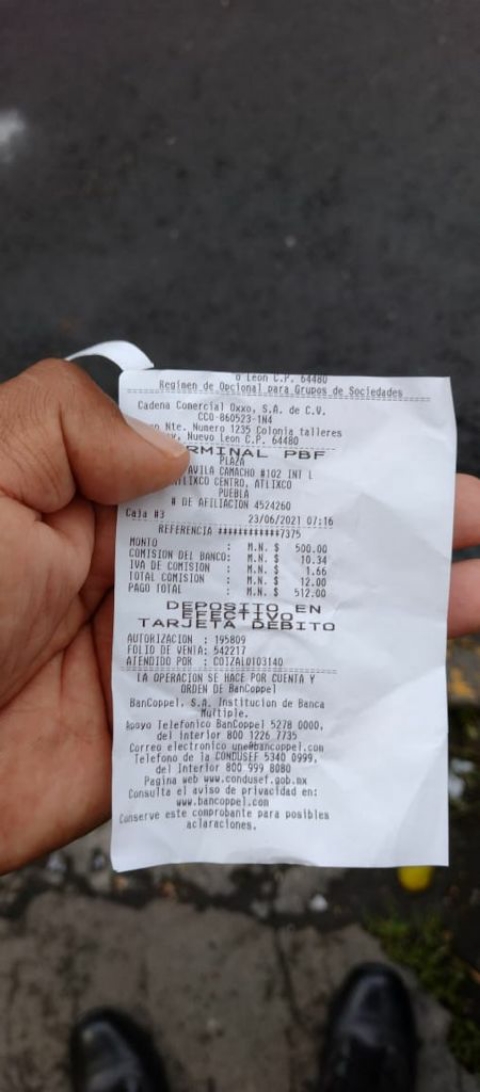 o Leon C.P. 64480
Regimen de Opcional para Grupos de Sociedades
Cadena Comercial Oxxo, S.A. de C.V.
CCO-860523-1N4
Nte. Numero 1235 Colonia talleres
Nuevo Leon C.P. 64480
RMINAL PBF
PLAZA
AVILA CAMACHO #102 INT L
TLIXCO CENTRO, ATLIXCO
PUEBLA
# DE AFILIACION 4524260
Caja #3 23/06/2021 07:16
REFERENCIA ############7375
MONTO : M.N. $ 500.00
COMISION DEL BANCO: M.N. $ 10.34
IVA DE COMISION : M.N. $ 1.66
TOTAL COMISION : M.N. $ 12.00
PAGO TOTAL : M.N. $ 512.00
DEPOSITO EN
EFECTIVO
TARJETA DEBITO
AUTORIZACION : 195809
FOLIO DE VENTA: 542217
ATENDIDO POR : COIZAL0103140
LA OPERACION SE HACE POR CUENTA Y
ORDEN DE BanCoppel
BanCoppel, S.A. Institucion de Banca
Multiple.
Apoyo Telefonico BanCoppel 5278 0000,
del interior 800 1226 7735
Correo electronico une@bancoppel.com
Telefono de la CONDUSEF 5340 0999,
del Interior 800 999 8080
Pagina web www.condusef.gob.mx
Consulta el aviso de privacidad en:
www.bancoppel.com
Conserve este comprobante para posibles
aclaraciones.